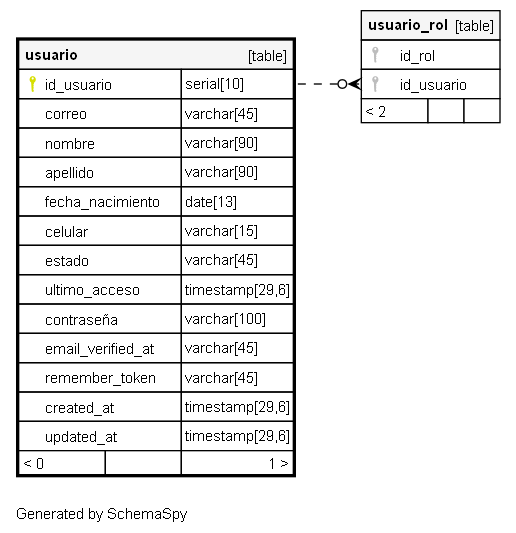 usuario [table]
id_usuario serial[10]
correo varchar[45]
nombre varchar[90]
apellido varchar[90]
fecha_nacimiento date[13]
celular varchar[15]
estado varchar[45]
ultimo_acceso timestamp[29,6]
contraseña varchar[100]
email_verified_at varchar[45]
remember_token varchar[45]
created_at timestamp[29,6]
updated_at timestamp[29,6]
< 0 1 >
usuario_rol [table]
id_rol
id_usuario
< 2
Generated by SchemaSpy